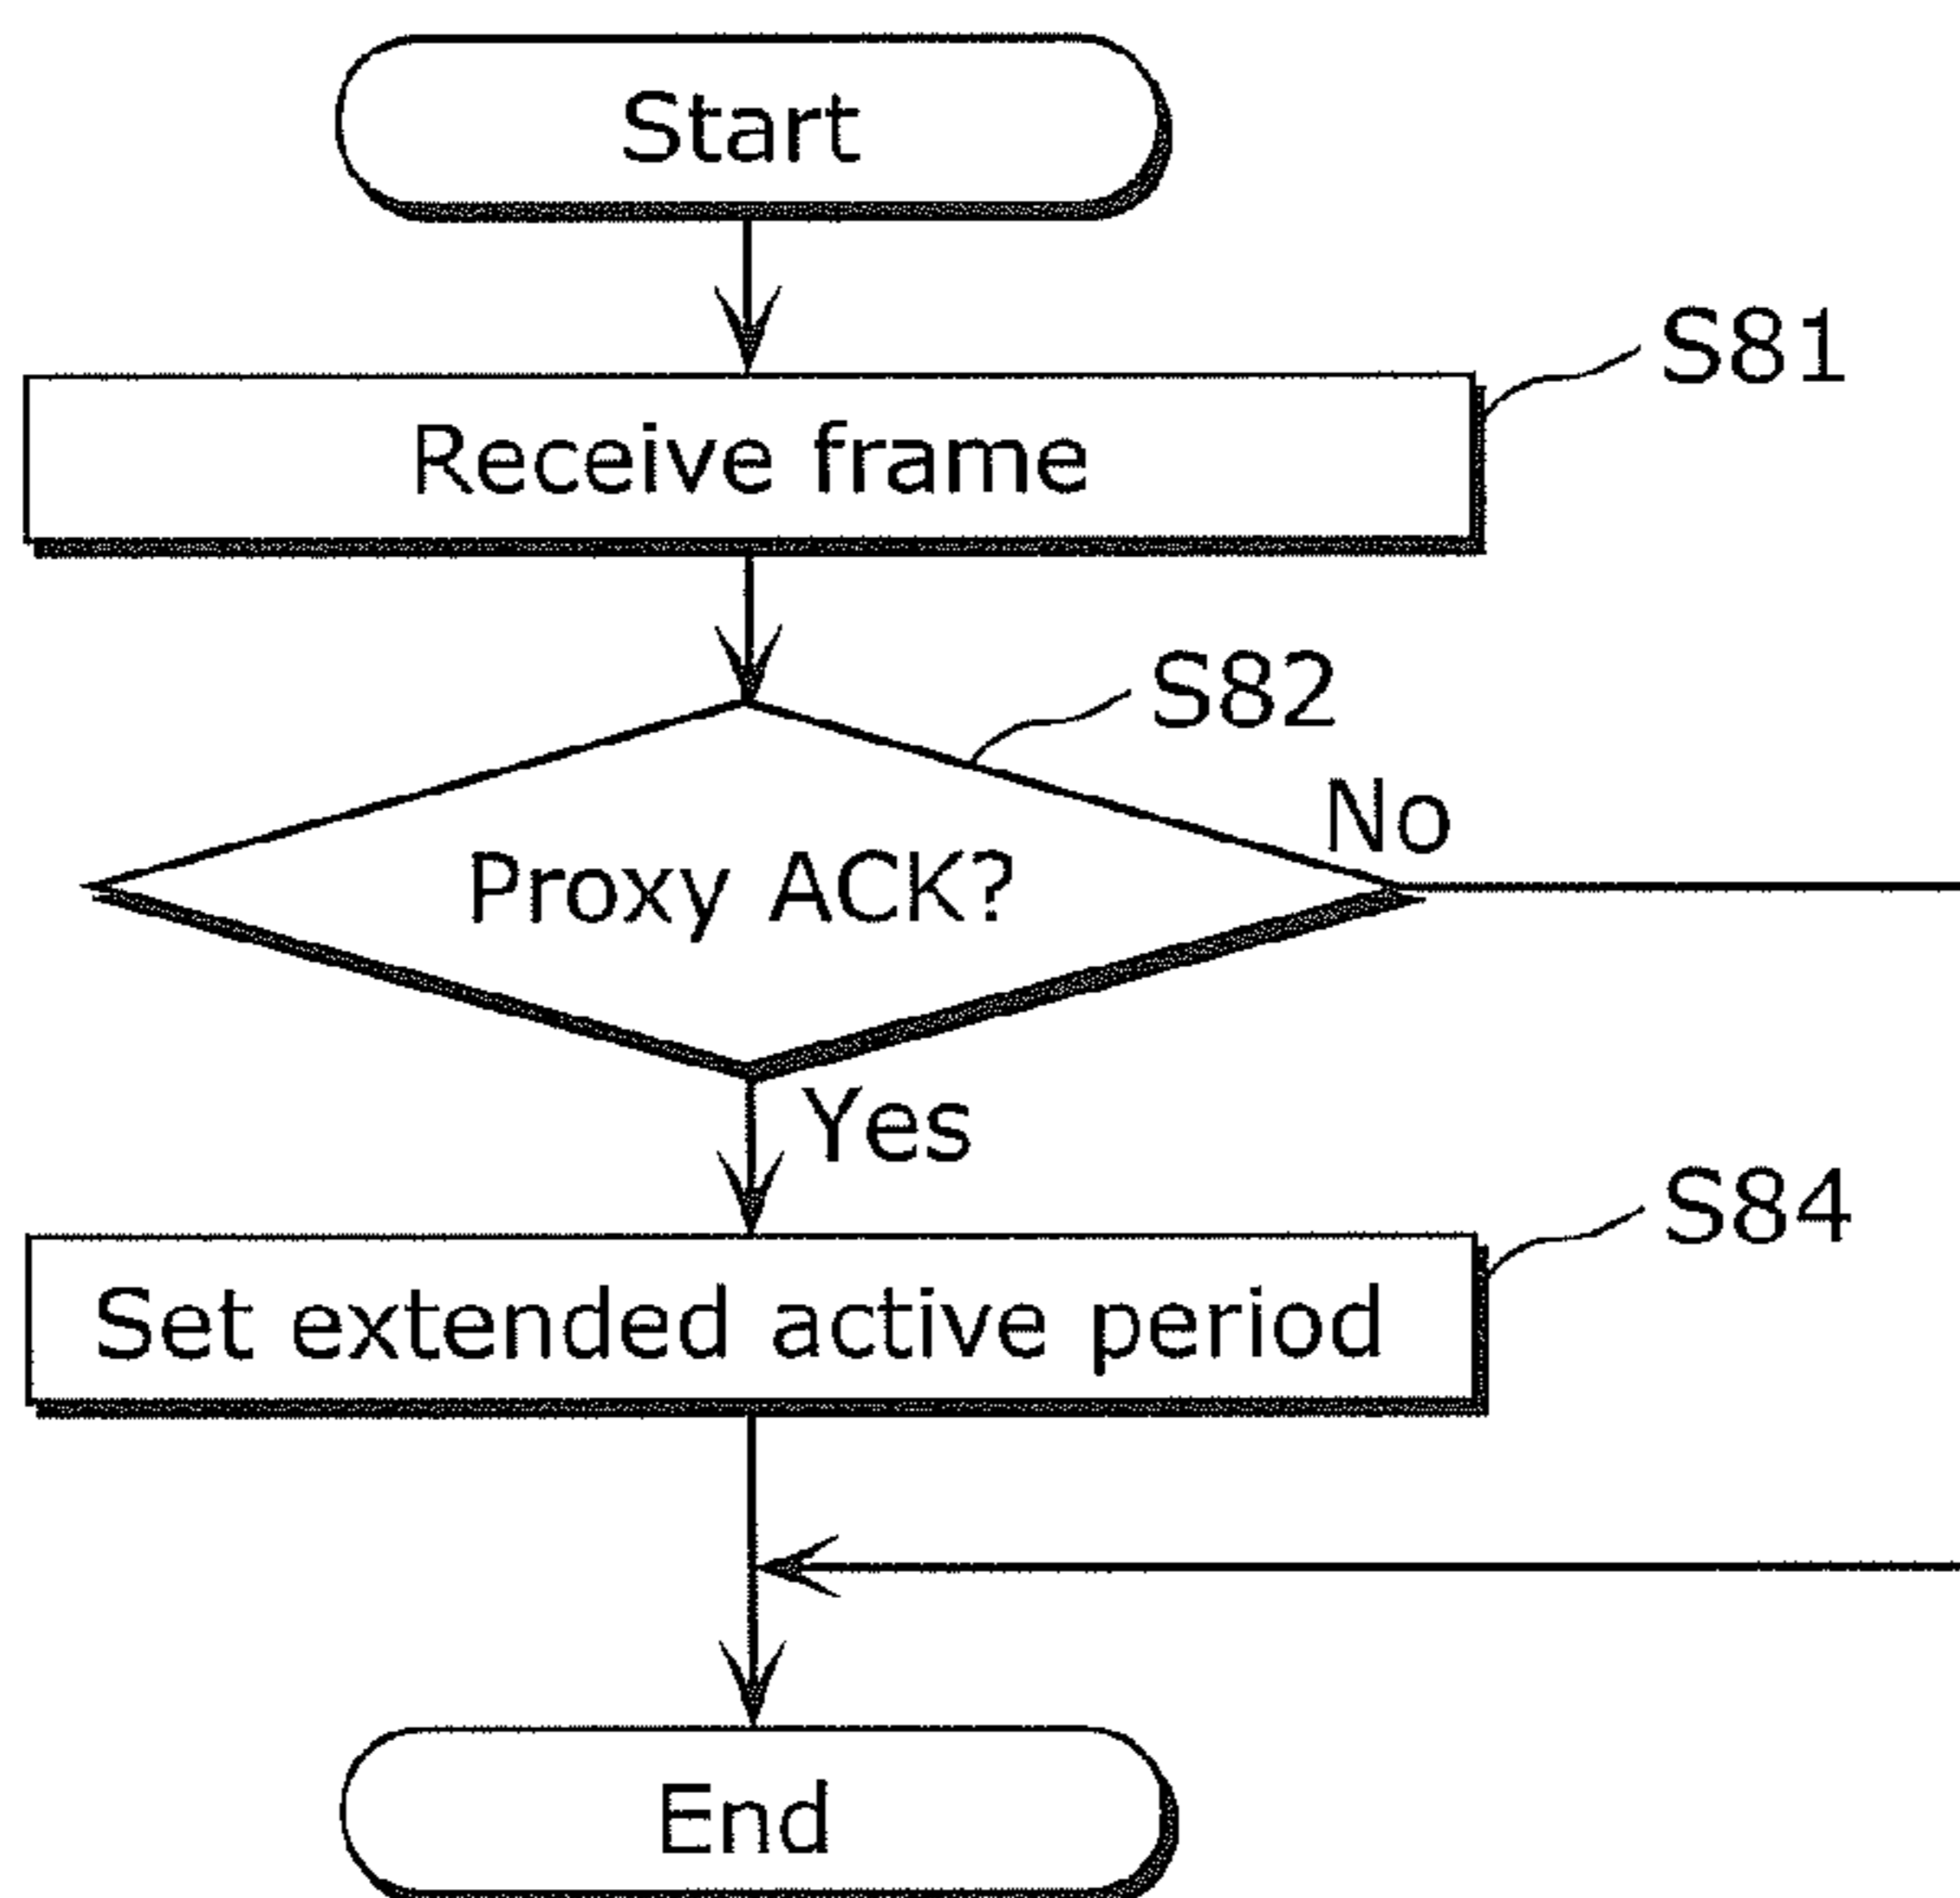 Start
S81
Receive frame
S82
No
Proxy ACK?
Yes
S84
Set extended active period
End